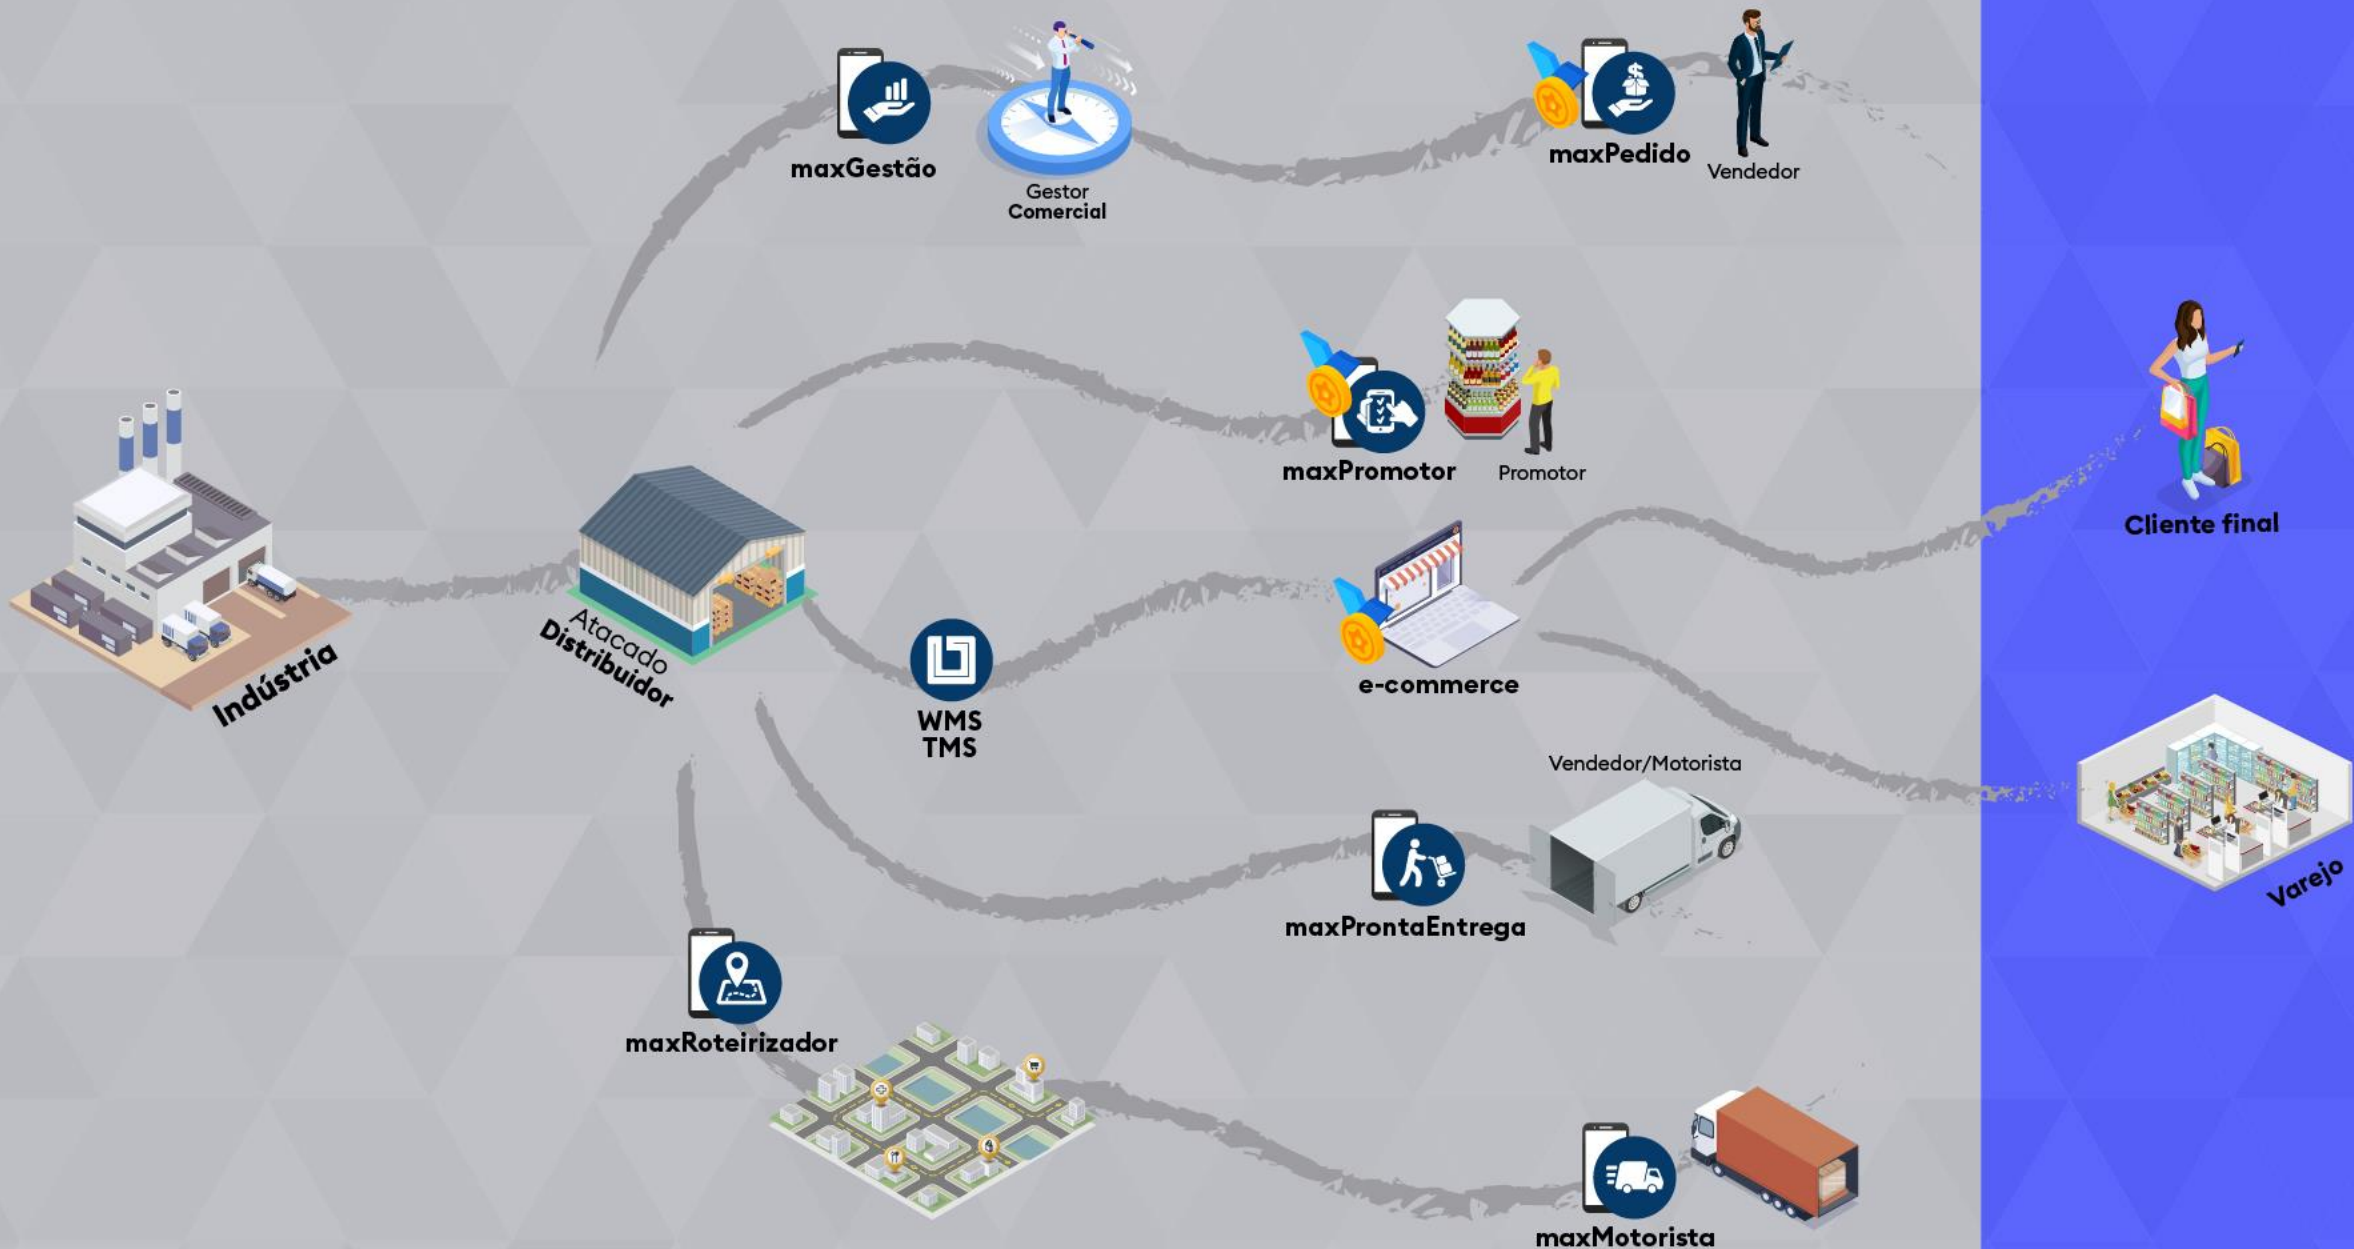 maxGestão
Gestor
Comercial
maxPedido
Vendedor
maxPromotor
Promotor
Cliente final
Indústria
Atacado
Distribuidor
WMS
TMS
e-commerce
Vendedor/Motorista
maxProntaEntrega
Varejo
maxRoteirizador
maxMotorista